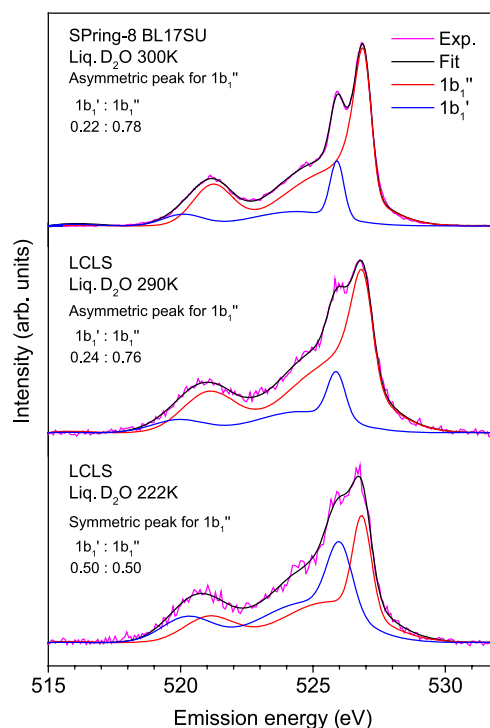 SPring-8 BL17SU
Liq. D₂O 300K
Asymmetric peak for 1b₁''
1b₁' : 1b₁''
0.22 : 0.78
Exp.
Fit
1b₁''
1b₁'
LCLS
Liq. D₂O 290K
Asymmetric peak for 1b₁''
1b₁' : 1b₁''
0.24 : 0.76
LCLS
Liq. D₂O 222K
Symmetric peak for 1b₁''
1b₁' : 1b₁''
0.50 : 0.50
Intensity (arb. units)
515 520 525 530
Emission energy (eV)